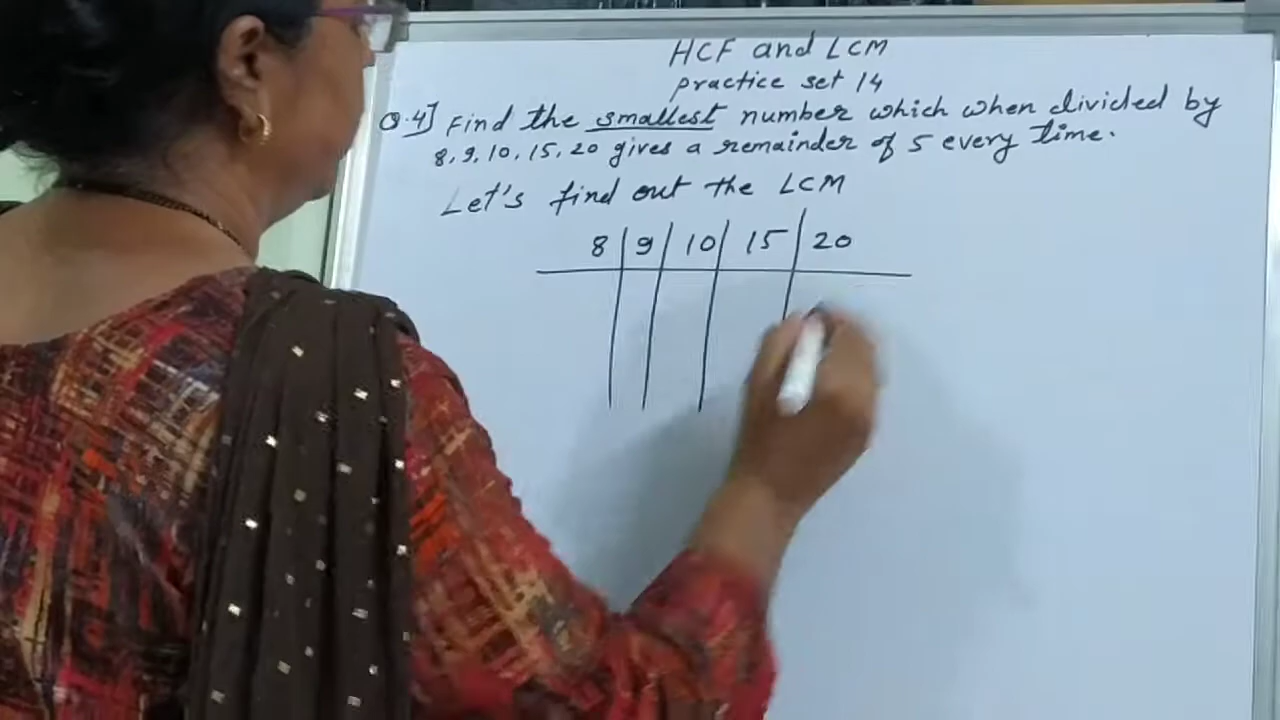 HCF and LCM
practice set 14
Q.4] Find the smallest number which when divided by
8, 9, 10, 15, 20 gives a remainder of 5 every time.
Let's find out the LCM
8 9 10 15 20